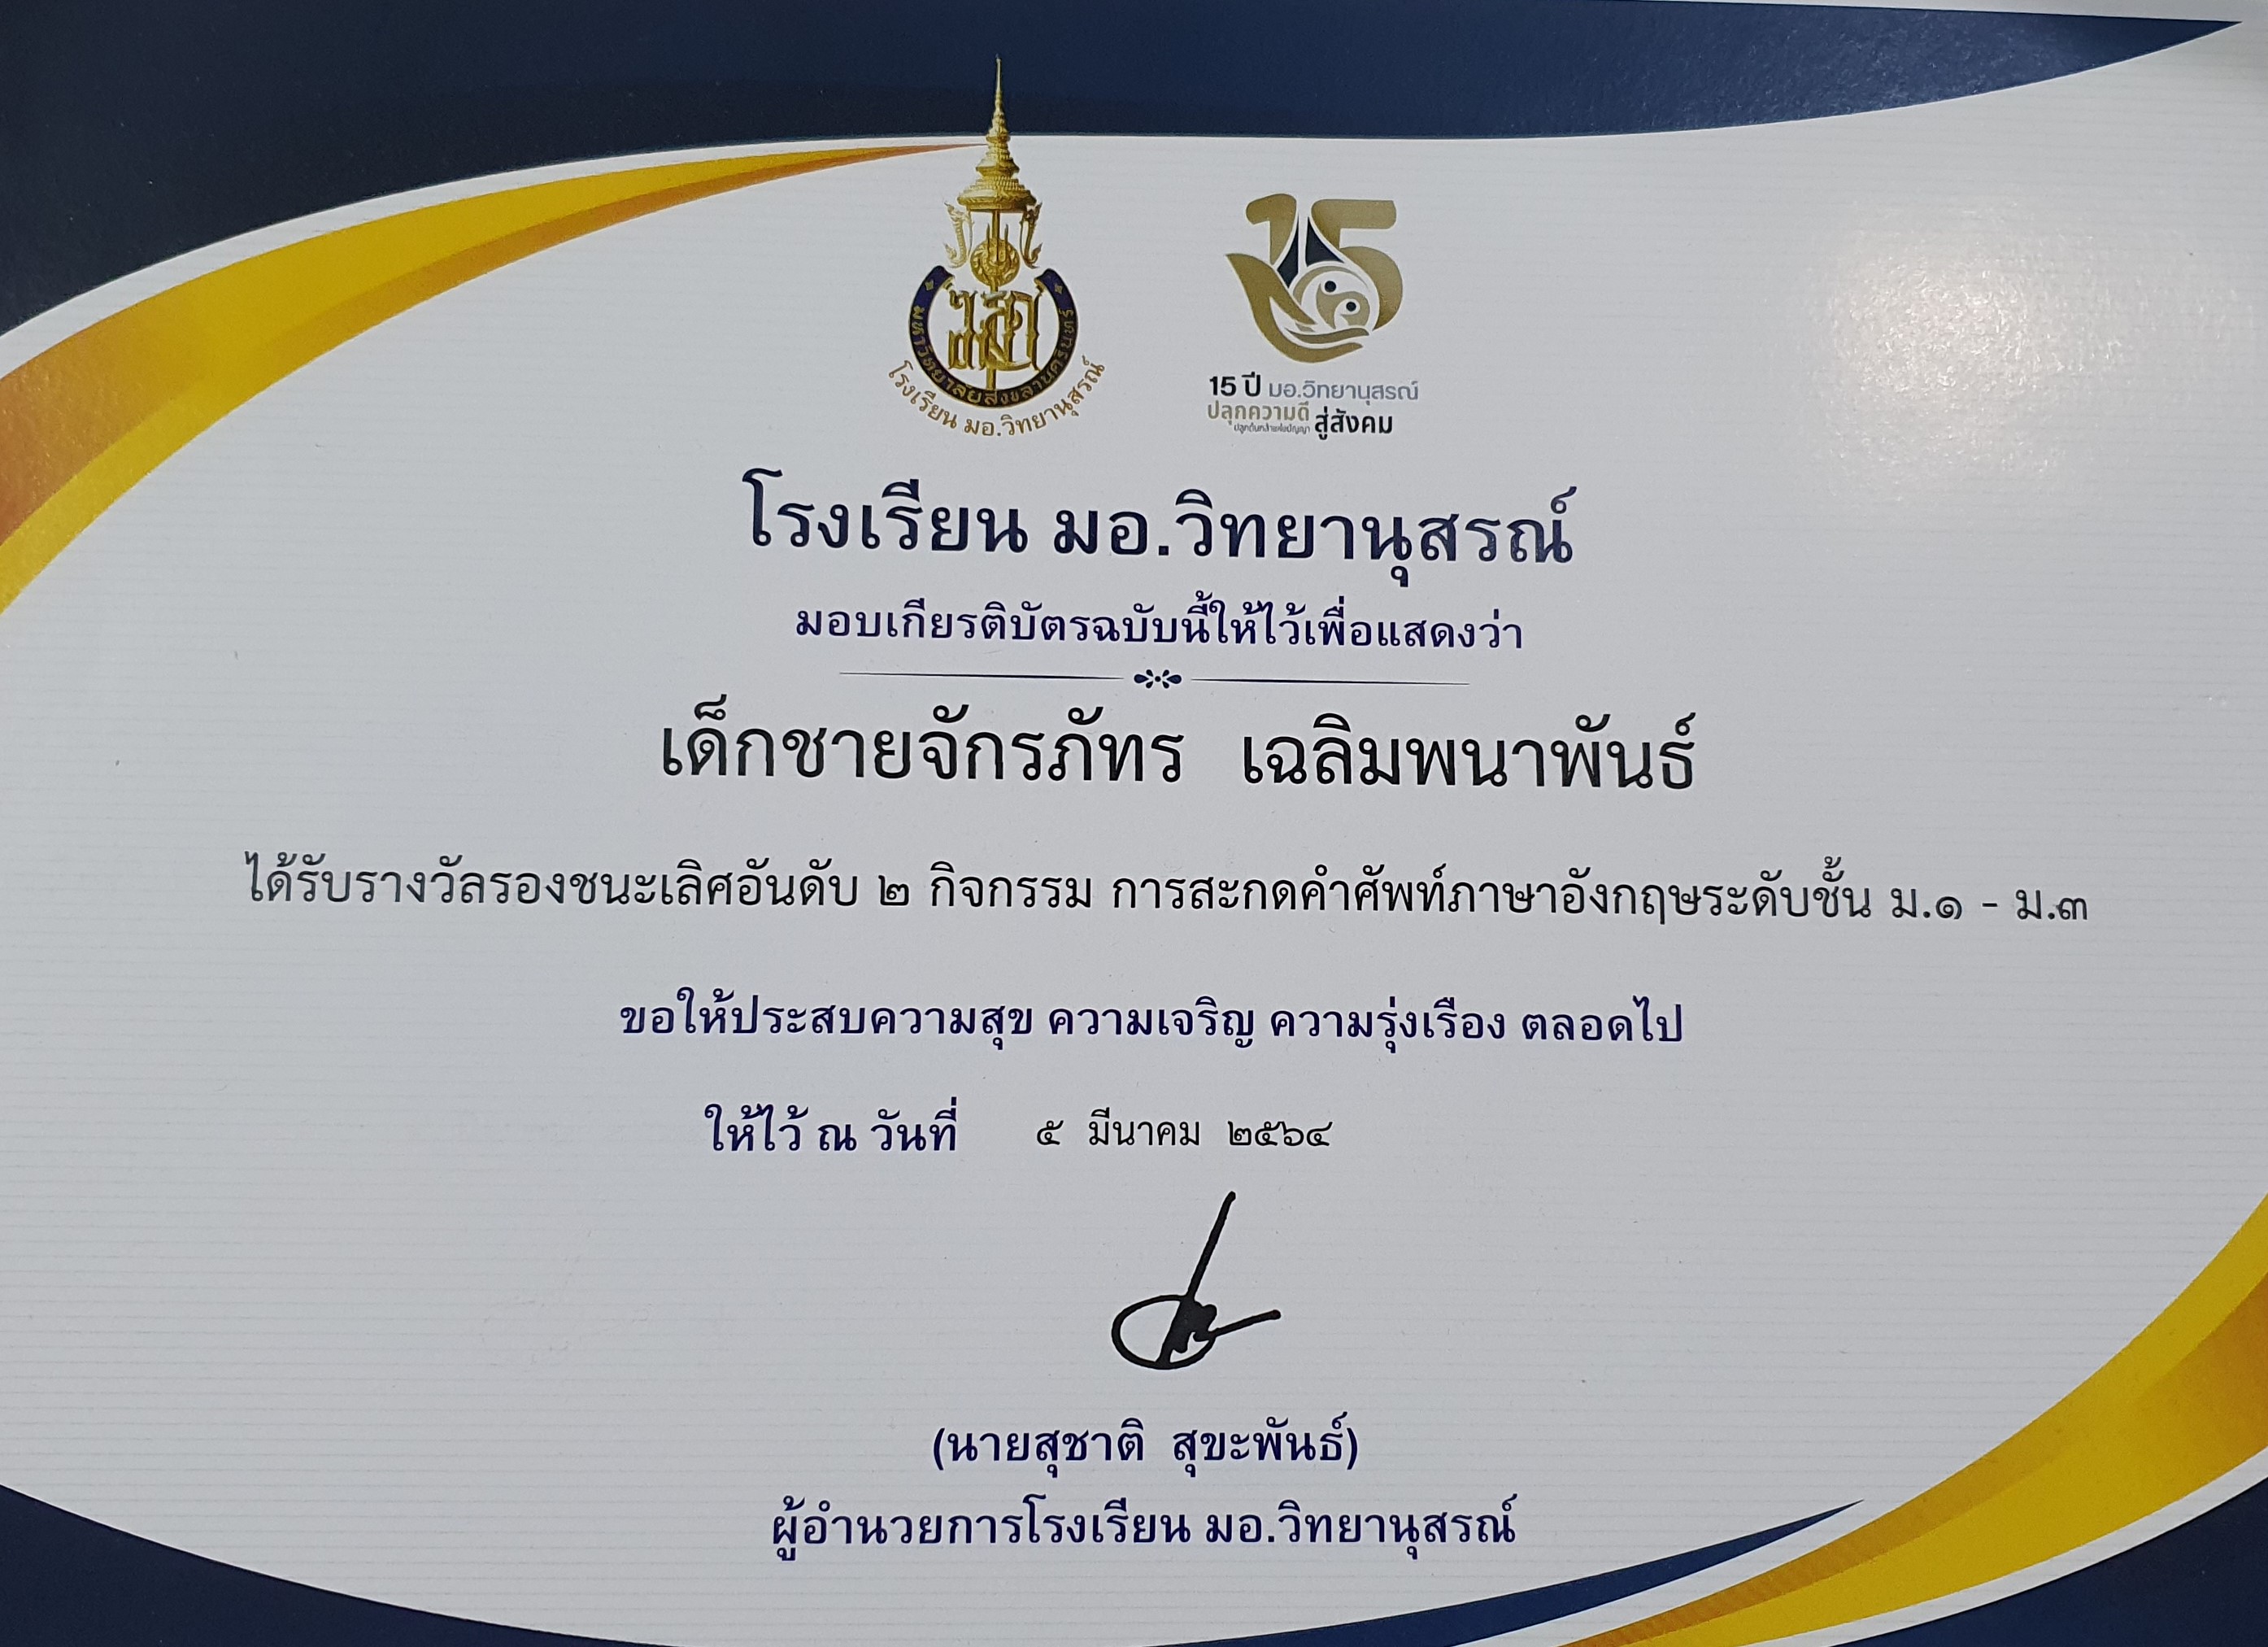 มหาวิทยาลัยสงขลานครินทร์
โรงเรียน มอ.วิทยานุสรณ์
15
15 ปี มอ.วิทยานุสรณ์
ปลูกความดี สู่สังคม
โรงเรียน มอ.วิทยานุสรณ์
มอบเกียรติบัตรฉบับนี้ให้ไว้เพื่อแสดงว่า
เด็กชายจักรภัทร เฉลิมพนาพันธ์
ได้รับรางวัลรองชนะเลิศอันดับ ๒ กิจกรรม การสะกดคำศัพท์ภาษาอังกฤษระดับชั้น ม.๑ - ม.๓
ขอให้ประสบความสุข ความเจริญ ความรุ่งเรือง ตลอดไป
ให้ไว้ ณ วันที่ ๕ มีนาคม ๒๕๖๔
(นายสุชาติ สุขะพันธ์)
ผู้อำนวยการโรงเรียน มอ.วิทยานุสรณ์